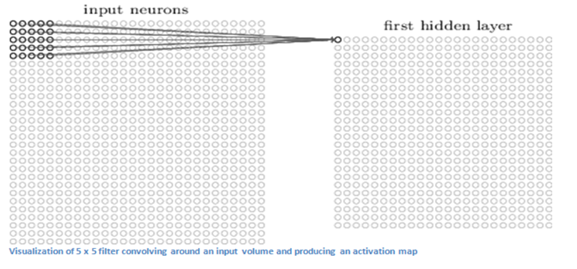 input neurons
first hidden layer
Visualization of 5 x 5 filter convolving around an input volume and producing an activation map